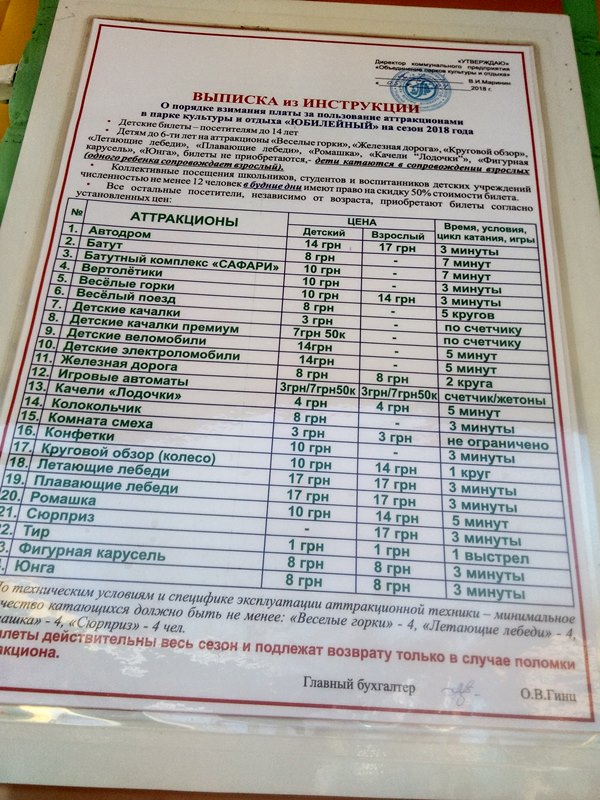 «УТВЕРЖДАЮ»
Директор коммунального предприятия
«Объединение парков культуры и отдыха»
В.И.Маринин
2018 г.
ВЫПИСКА из ИНСТРУКЦИИ
О порядке взимания платы за пользование аттракционами
в парке культуры и отдыха «ЮБИЛЕЙНЫЙ» на сезон 2018 года
• Детские билеты – посетителям до 14 лет
• Детям до 6-ти лет на аттракционы «Веселые горки», «Железная дорога», «Круговой обзор»,
«Летающие лебеди», «Плавающие лебеди», «Ромашка», «Качели "Лодочки"», «Фигурная
карусель», «Юнга», билеты не приобретаются,- дети катаются в сопровождении взрослых
(одного ребенка сопровождает взрослый).
• Коллективные посещения школьников, студентов и воспитанников детских учреждений
численностью не менее 12 человек в будние дни имеют право на скидку 50% стоимости билета.
• Все остальные посетители, независимо от возраста, приобретают билеты согласно
установленных цен:
№ АТТРАКЦИОНЫ ЦЕНА Время, условия,
Детский Взрослый цикл катания, игры
1. Автодром 14 грн 17 грн 3 минуты
2. Батут 8 грн - 7 минут
3. Батутный комплекс «САФАРИ» 10 грн - 7 минут
4. Вертолётики 10 грн - 3 минуты
5. Весёлые горки 10 грн 14 грн 3 минуты
6. Весёлый поезд 8 грн - 5 кругов
7. Детские качалки 3 грн - по счетчику
8. Детские качалки премиум 7грн 50к - по счетчику
9. Детские веломобили 14грн - 5 минут
10. Детские электроломобили 14грн - 5 минут
11. Железная дорога 8 грн 8 грн 2 круга
12. Игровые автоматы 3грн/7грн50к 3грн/7грн50к счетчик/жетоны
13. Качели «Лодочки» 4 грн 4 грн 5 минут
14. Колокольчик 8 грн - 3 минуты
15. Комната смеха 3 грн 3 грн не ограничено
16. Конфетки 10 грн - 3 минуты
17. Круговой обзор (колесо) 10 грн 14 грн 1 круг
18. Летающие лебеди 17 грн 17 грн 3 минуты
19. Плавающие лебеди 17 грн 17 грн 3 минуты
20. Ромашка 10 грн 14 грн 5 минут
21. Сюрприз - 17 грн 3 минуты
22. Тир 1 грн 1 грн 1 выстрел
3. Фигурная карусель 8 грн 8 грн 3 минуты
. Юнга 8 грн 8 грн 3 минуты
По техническим условиям и специфике эксплуатации аттракционной техники – минимальное
чество катающихся должно быть не менее: «Веселые горки» - 4, «Летающие лебеди» - 4,
ашка» - 4, «Сюрприз» - 4 чел.
илеты действительны весь сезон и подлежат возврату только в случае поломки
акциона.
Главный бухгалтер О.В.Гинц